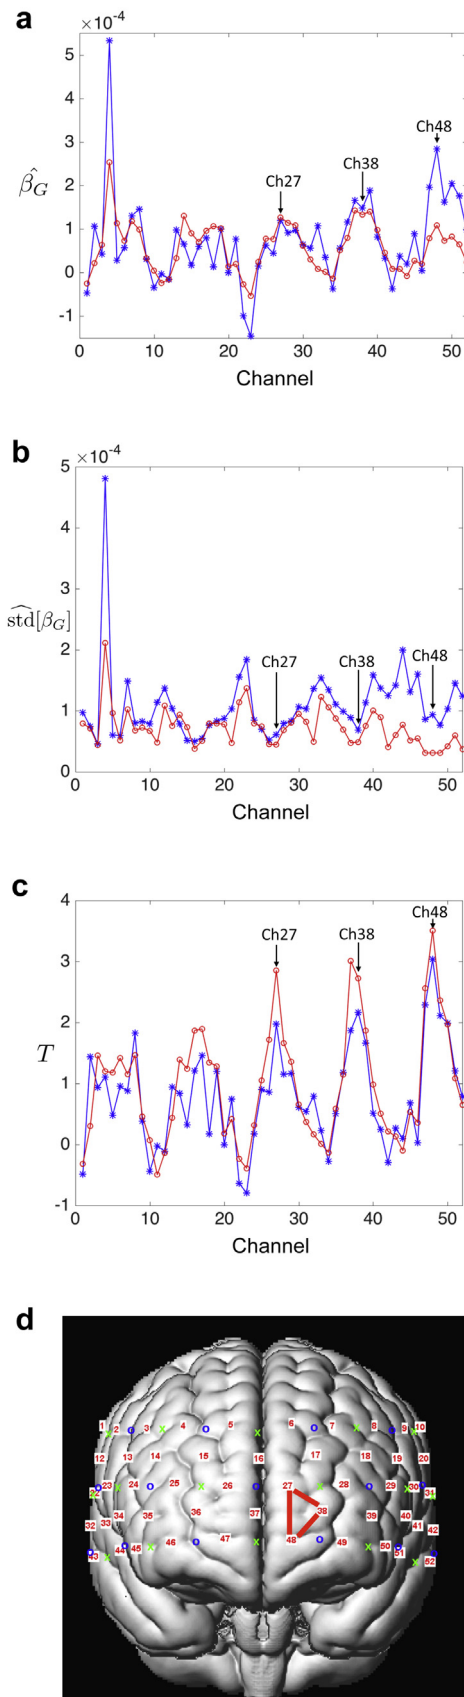 a
×10⁻⁴
5
4
3
2
1
0
-1
β̂_G
Ch27
Ch38
Ch48
0 10 20 30 40 50
Channel
b
×10⁻⁴
5
4
3
2
1
0
std[β_G]
Ch27
Ch38
Ch48
0 10 20 30 40 50
Channel
c
4
3
2
1
0
-1
T
Ch27
Ch38
Ch48
0 10 20 30 40 50
Channel
d
1 2 o 3 x 4 o 5 x 6 o 7 x 8 o 9 10
12 13 14 15 16 17 18 19 20
23 x 24 o 25 x 26 o 27 x 28 o 29 x 30 31
32 33 34 35 36 37 38 39 40 41 42
43 x 44 45 x 46 o 47 x 48 o 49 x 50 51 x 52